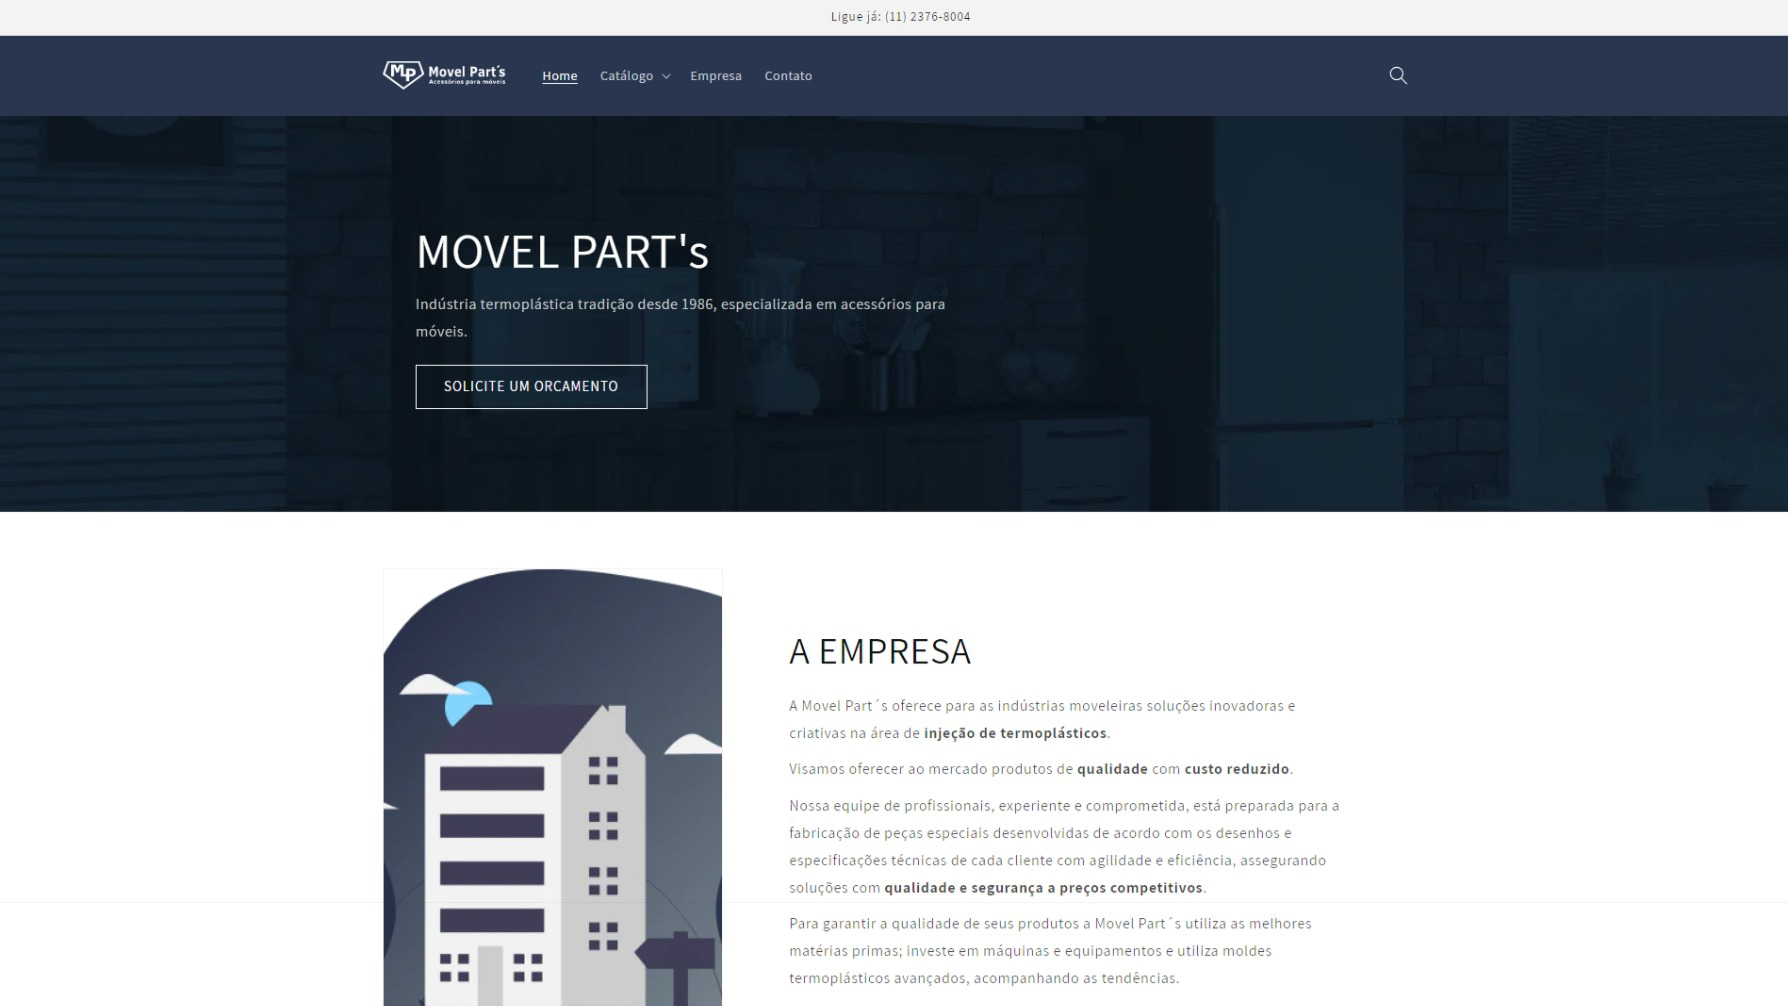 Ligue já: (11) 2376-8004
MP Movel Part´s
Acessórios para móveis
Home Catálogo Empresa Contato
MOVEL PART's
Indústria termoplástica tradição desde 1986, especializada em acessórios para
móveis.
SOLICITE UM ORCAMENTO
A EMPRESA
A Movel Part´s oferece para as indústrias moveleiras soluções inovadoras e
criativas na área de injeção de termoplásticos.
Visamos oferecer ao mercado produtos de qualidade com custo reduzido.
Nossa equipe de profissionais, experiente e comprometida, está preparada para a
fabricação de peças especiais desenvolvidas de acordo com os desenhos e
especificações técnicas de cada cliente com agilidade e eficiência, assegurando
soluções com qualidade e segurança a preços competitivos.
Para garantir a qualidade de seus produtos a Movel Part´s utiliza as melhores
matérias primas; investe em máquinas e equipamentos e utiliza moldes
termoplásticos avançados, acompanhando as tendências.